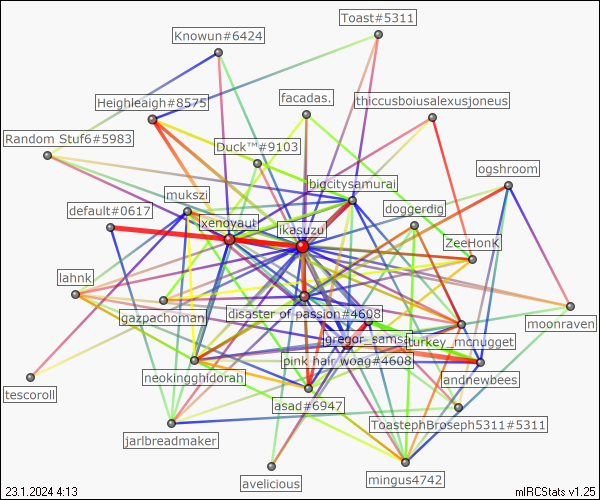 Toast#5311
Knowun#6424
Heighleaigh#8575
facadas.
thiccusboiusalexusjoneus
Random Stuf6#5983
Duck™#9103
ogshroom
bigcitysamurai
mukszi
default#0617
xenoyaut
ikasuzu
doggerdig
ZeeHonk
lahnk
gazpachoman
disaster of passion#4608
moonraven
gregor_samsa
turkey_mcnugget
pink hair woag#4608
neokingghidorah
andnewbees
tescoroll
asad#6947
ToastephBroseph5311#5311
jarlbreadmaker
avelicious
mingus4742
23.1.2024 4:13
mIRCStats v1.25